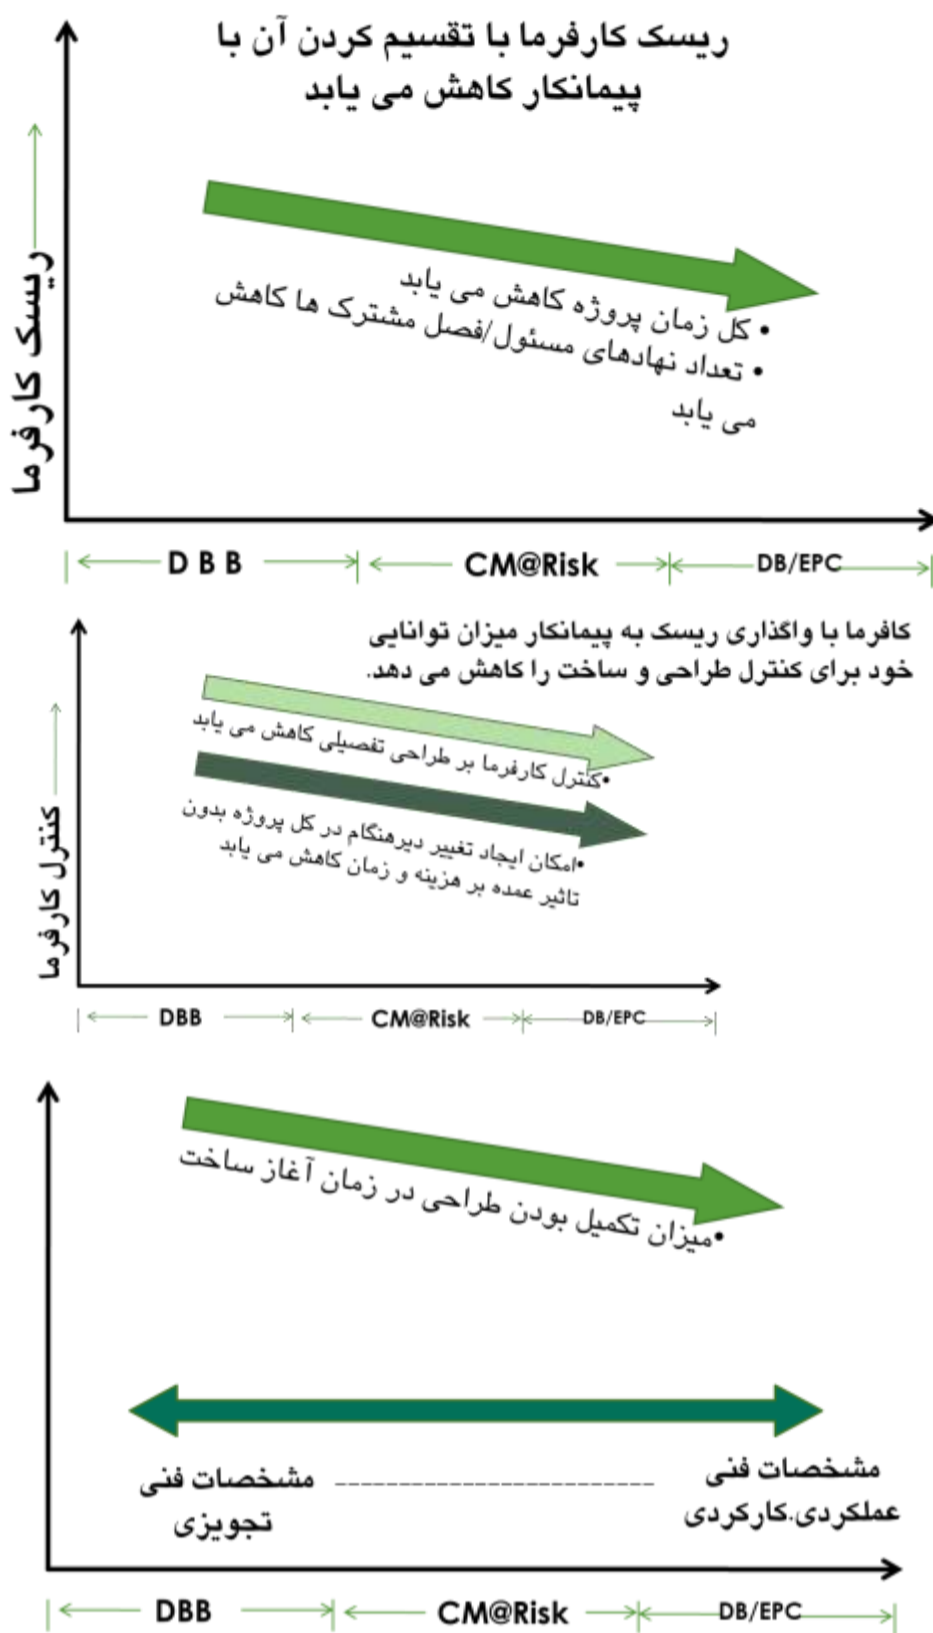 ریسک کارفرما با تقسیم کردن آن با
پیمانکار کاهش می یابد
ریسک کارفرما
• کل زمان پروژه کاهش می یابد
• تعداد نهادهای مسئول/فصل مشترک ها کاهش
می یابد
D B B
CM@Risk
DB/EPC
کافرما با واگذاری ریسک به پیمانکار میزان توانایی
خود برای کنترل طراحی و ساخت را کاهش می دهد.
کنترل کارفرما
•کنترل کارفرما بر طراحی تفصیلی کاهش می یابد
•امکان ایجاد تغییر دیرهنگام در کل پروژه بدون
تاثیر عمده بر هزینه و زمان کاهش می یابد
DBB
CM@Risk
DB/EPC
•میزان تکمیل بودن طراحی در زمان آغاز ساخت
مشخصات فنی
عملکردی.کارکردی
مشخصات فنی
تجویزی
DBB
CM@Risk
DB/EPC